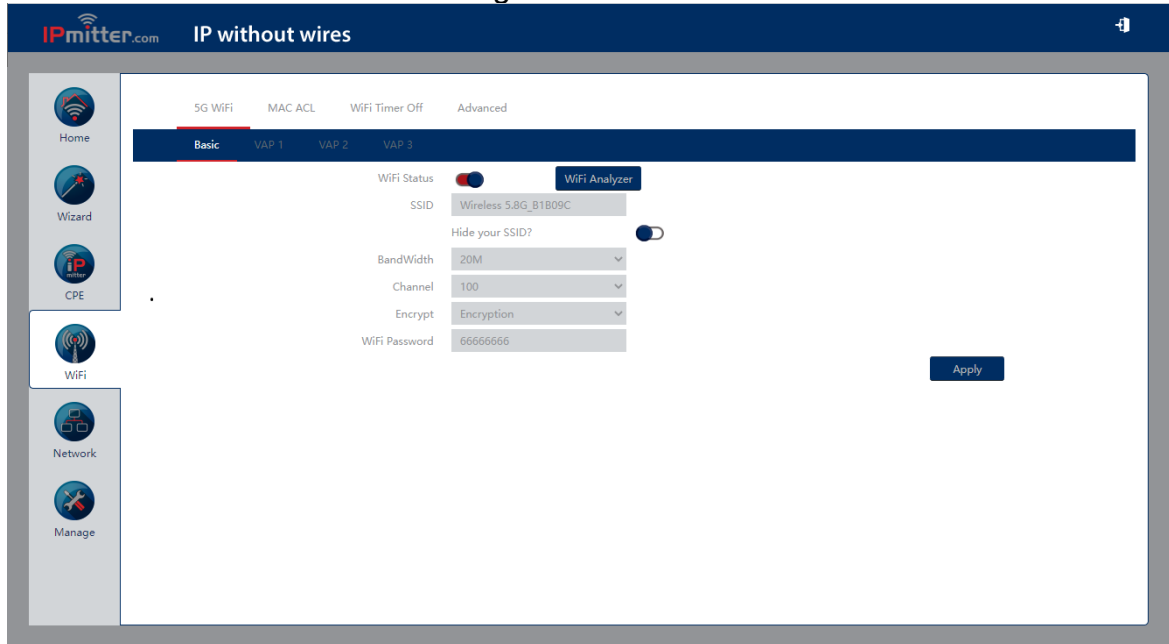 IPmitter.com IP without wires
Home
Wizard
iP mitter
CPE
WiFi
Network
Manage
5G WiFi MAC ACL WiFi Timer Off Advanced
Basic VAP 1 VAP 2 VAP 3
WiFi Status WiFi Analyzer
SSID Wireless 5.8G_B1B09C
Hide your SSID?
BandWidth 20M
Channel 100
Encrypt Encryption
WiFi Password 66666666
Apply